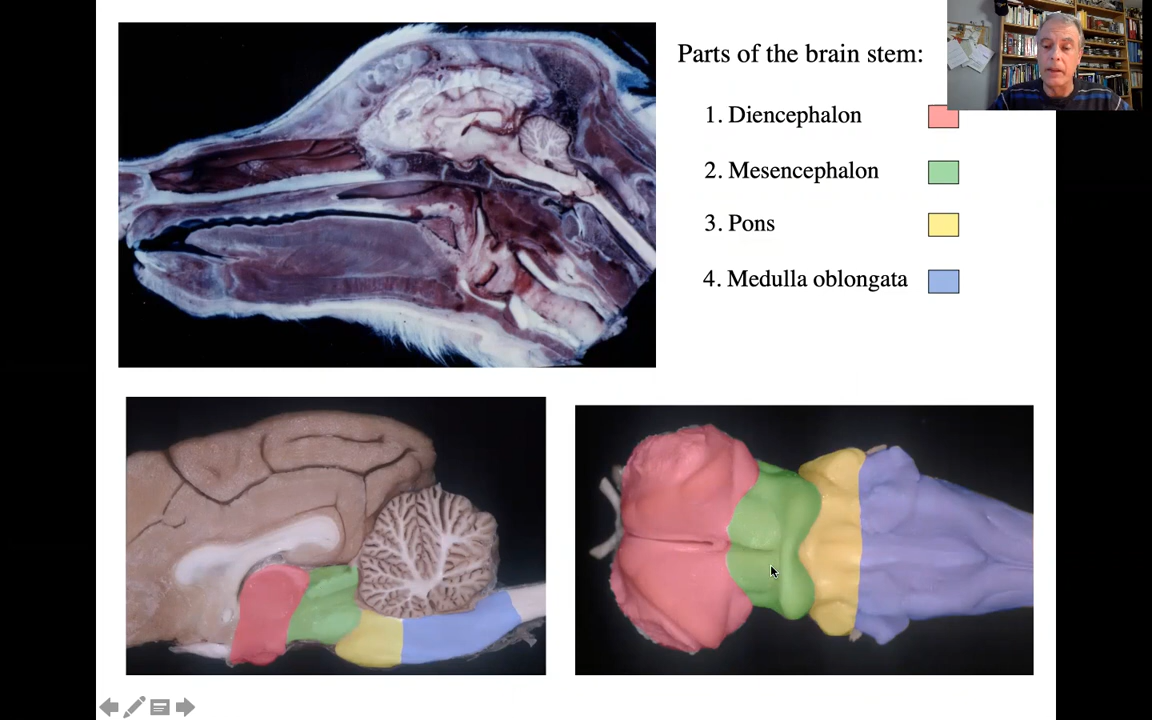 Parts of the brain stem:
1. Diencephalon
2. Mesencephalon
3. Pons
4. Medulla oblongata